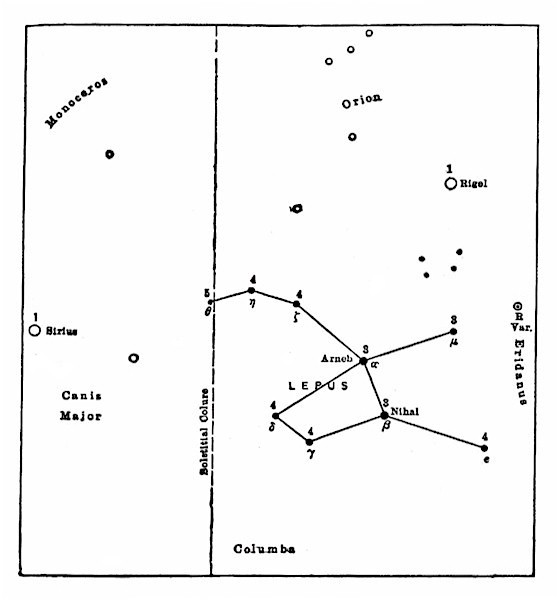 Monoceros
Orion
1
Rigel
5
θ
4
η
4
ζ
1
Sirius
R
Var.
Eridanus
3
μ
3
Arneb α
LEPUS
Canis
Major
Solstitial Colure
4
δ
4
γ
3
Nihal
β
4
e
Columba